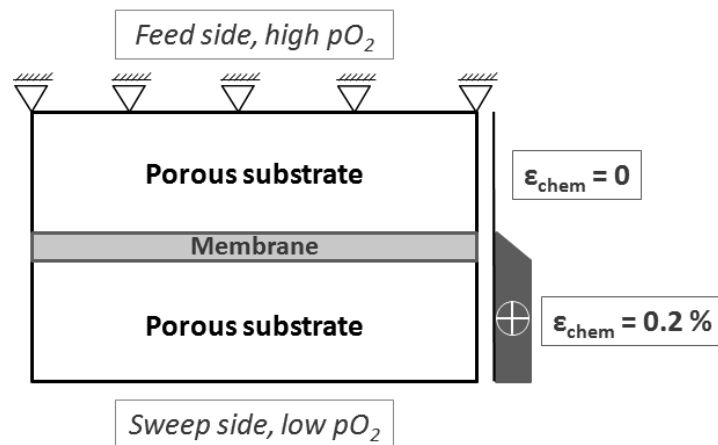 Feed side, high pO₂
Porous substrate
εchem = 0
Membrane
Porous substrate
εchem = 0.2 %
Sweep side, low pO₂